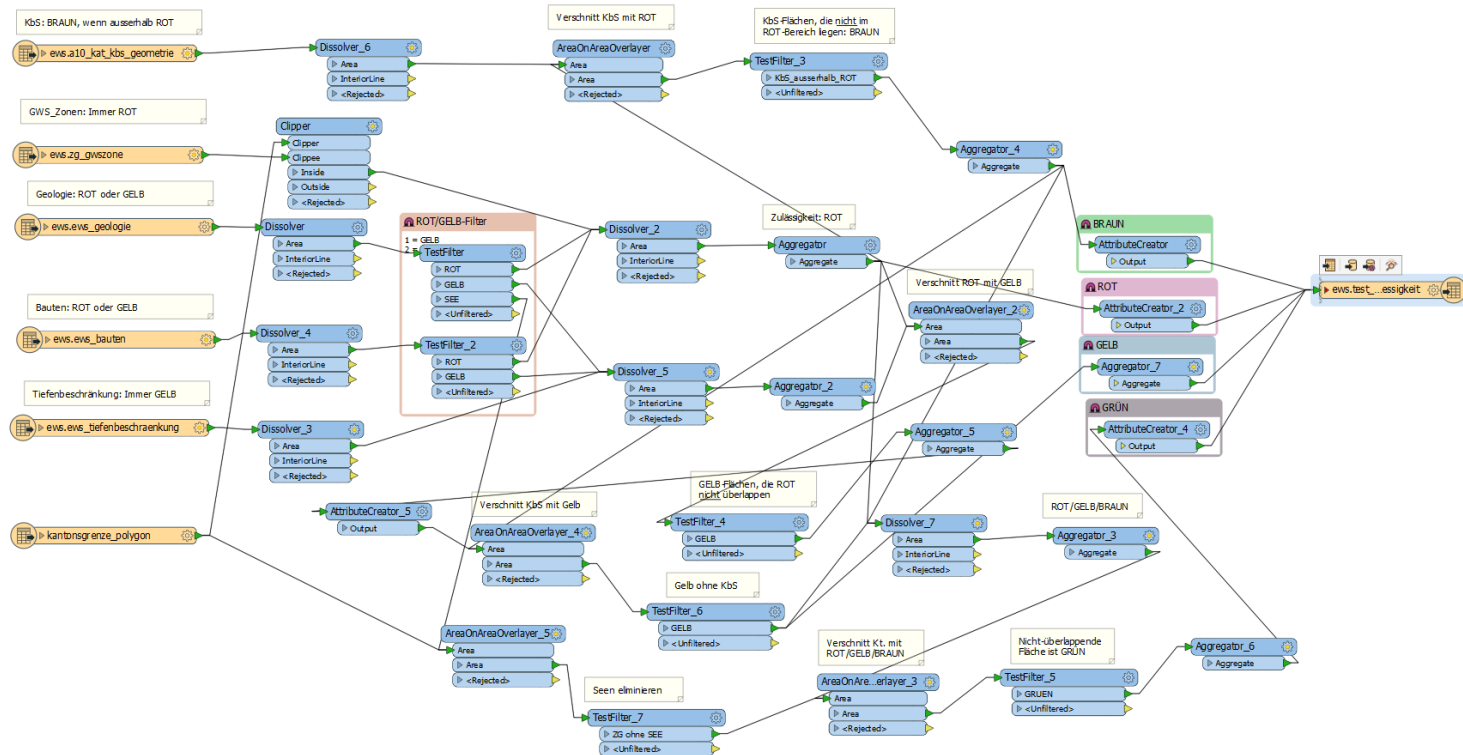 KbS: BRAUN, wenn ausserhalb ROT
ews.a10_kat_kbs_geometrie
Dissolver_6
Area
InteriorLine
<Rejected>
Verschnitt KbS mit ROT
AreaOnAreaOverlayer
Area
Area
<Rejected>
KbS-Flächen, die nicht im
ROT-Bereich liegen: BRAUN
TestFilter_3
KbS_ausserhalb_ROT
<Unfiltered>
GWS_Zonen: Immer ROT
ews.zg_gwszone
Clipper
Clipper
Clippee
Inside
Outside
<Rejected>
Aggregator_4
Aggregate
Geologie: ROT oder GELB
ews.ews_geologie
Dissolver
Area
InteriorLine
<Rejected>
ROT/GELB-Filter
1 = GELB
2 =
TestFilter
ROT
GELB
SEE
<Unfiltered>
TestFilter_2
ROT
GELB
<Unfiltered>
Dissolver_2
Area
InteriorLine
<Rejected>
Zulässigkeit: ROT
Aggregator
Aggregate
Verschnitt ROT mit GELB
AreaOnAreaOverlayer_2
Area
Area
<Rejected>
BRAUN
AttributeCreator
Output
ROT
AttributeCreator_2
Output
GELB
Aggregator_7
Aggregate
GRÜN
AttributeCreator_4
Output
ews.test_...essigkeit
Bauten: ROT oder GELB
ews.ews_bauten
Dissolver_4
Area
InteriorLine
<Rejected>
Dissolver_5
Area
InteriorLine
<Rejected>
Aggregator_2
Aggregate
Tiefenbeschränkung: Immer GELB
ews.ews_tiefenbeschraenkung
Dissolver_3
Area
InteriorLine
<Rejected>
Aggregator_5
Aggregate
kantonsgrenze_polygon
AttributeCreator_5
Output
Verschnitt KbS mit Gelb
AreaOnAreaOverlayer_4
Area
Area
<Rejected>
GELB-Flächen, die ROT
nicht überlappen
TestFilter_4
GELB
<Unfiltered>
Dissolver_7
Area
InteriorLine
<Rejected>
ROT/GELB/BRAUN
Aggregator_3
Aggregate
Gelb ohne KbS
TestFilter_6
GELB
<Unfiltered>
AreaOnAreaOverlayer_5
Area
Area
<Rejected>
Seen elminieren
TestFilter_7
ZG ohne SEE
<Unfiltered>
Verschnitt Kt. mit
ROT/GELB/BRAUN
AreaOnAre...erlayer_3
Area
Area
<Rejected>
Nicht-überlappende
Fläche ist GRÜN
TestFilter_5
GRUEN
<Unfiltered>
Aggregator_6
Aggregate